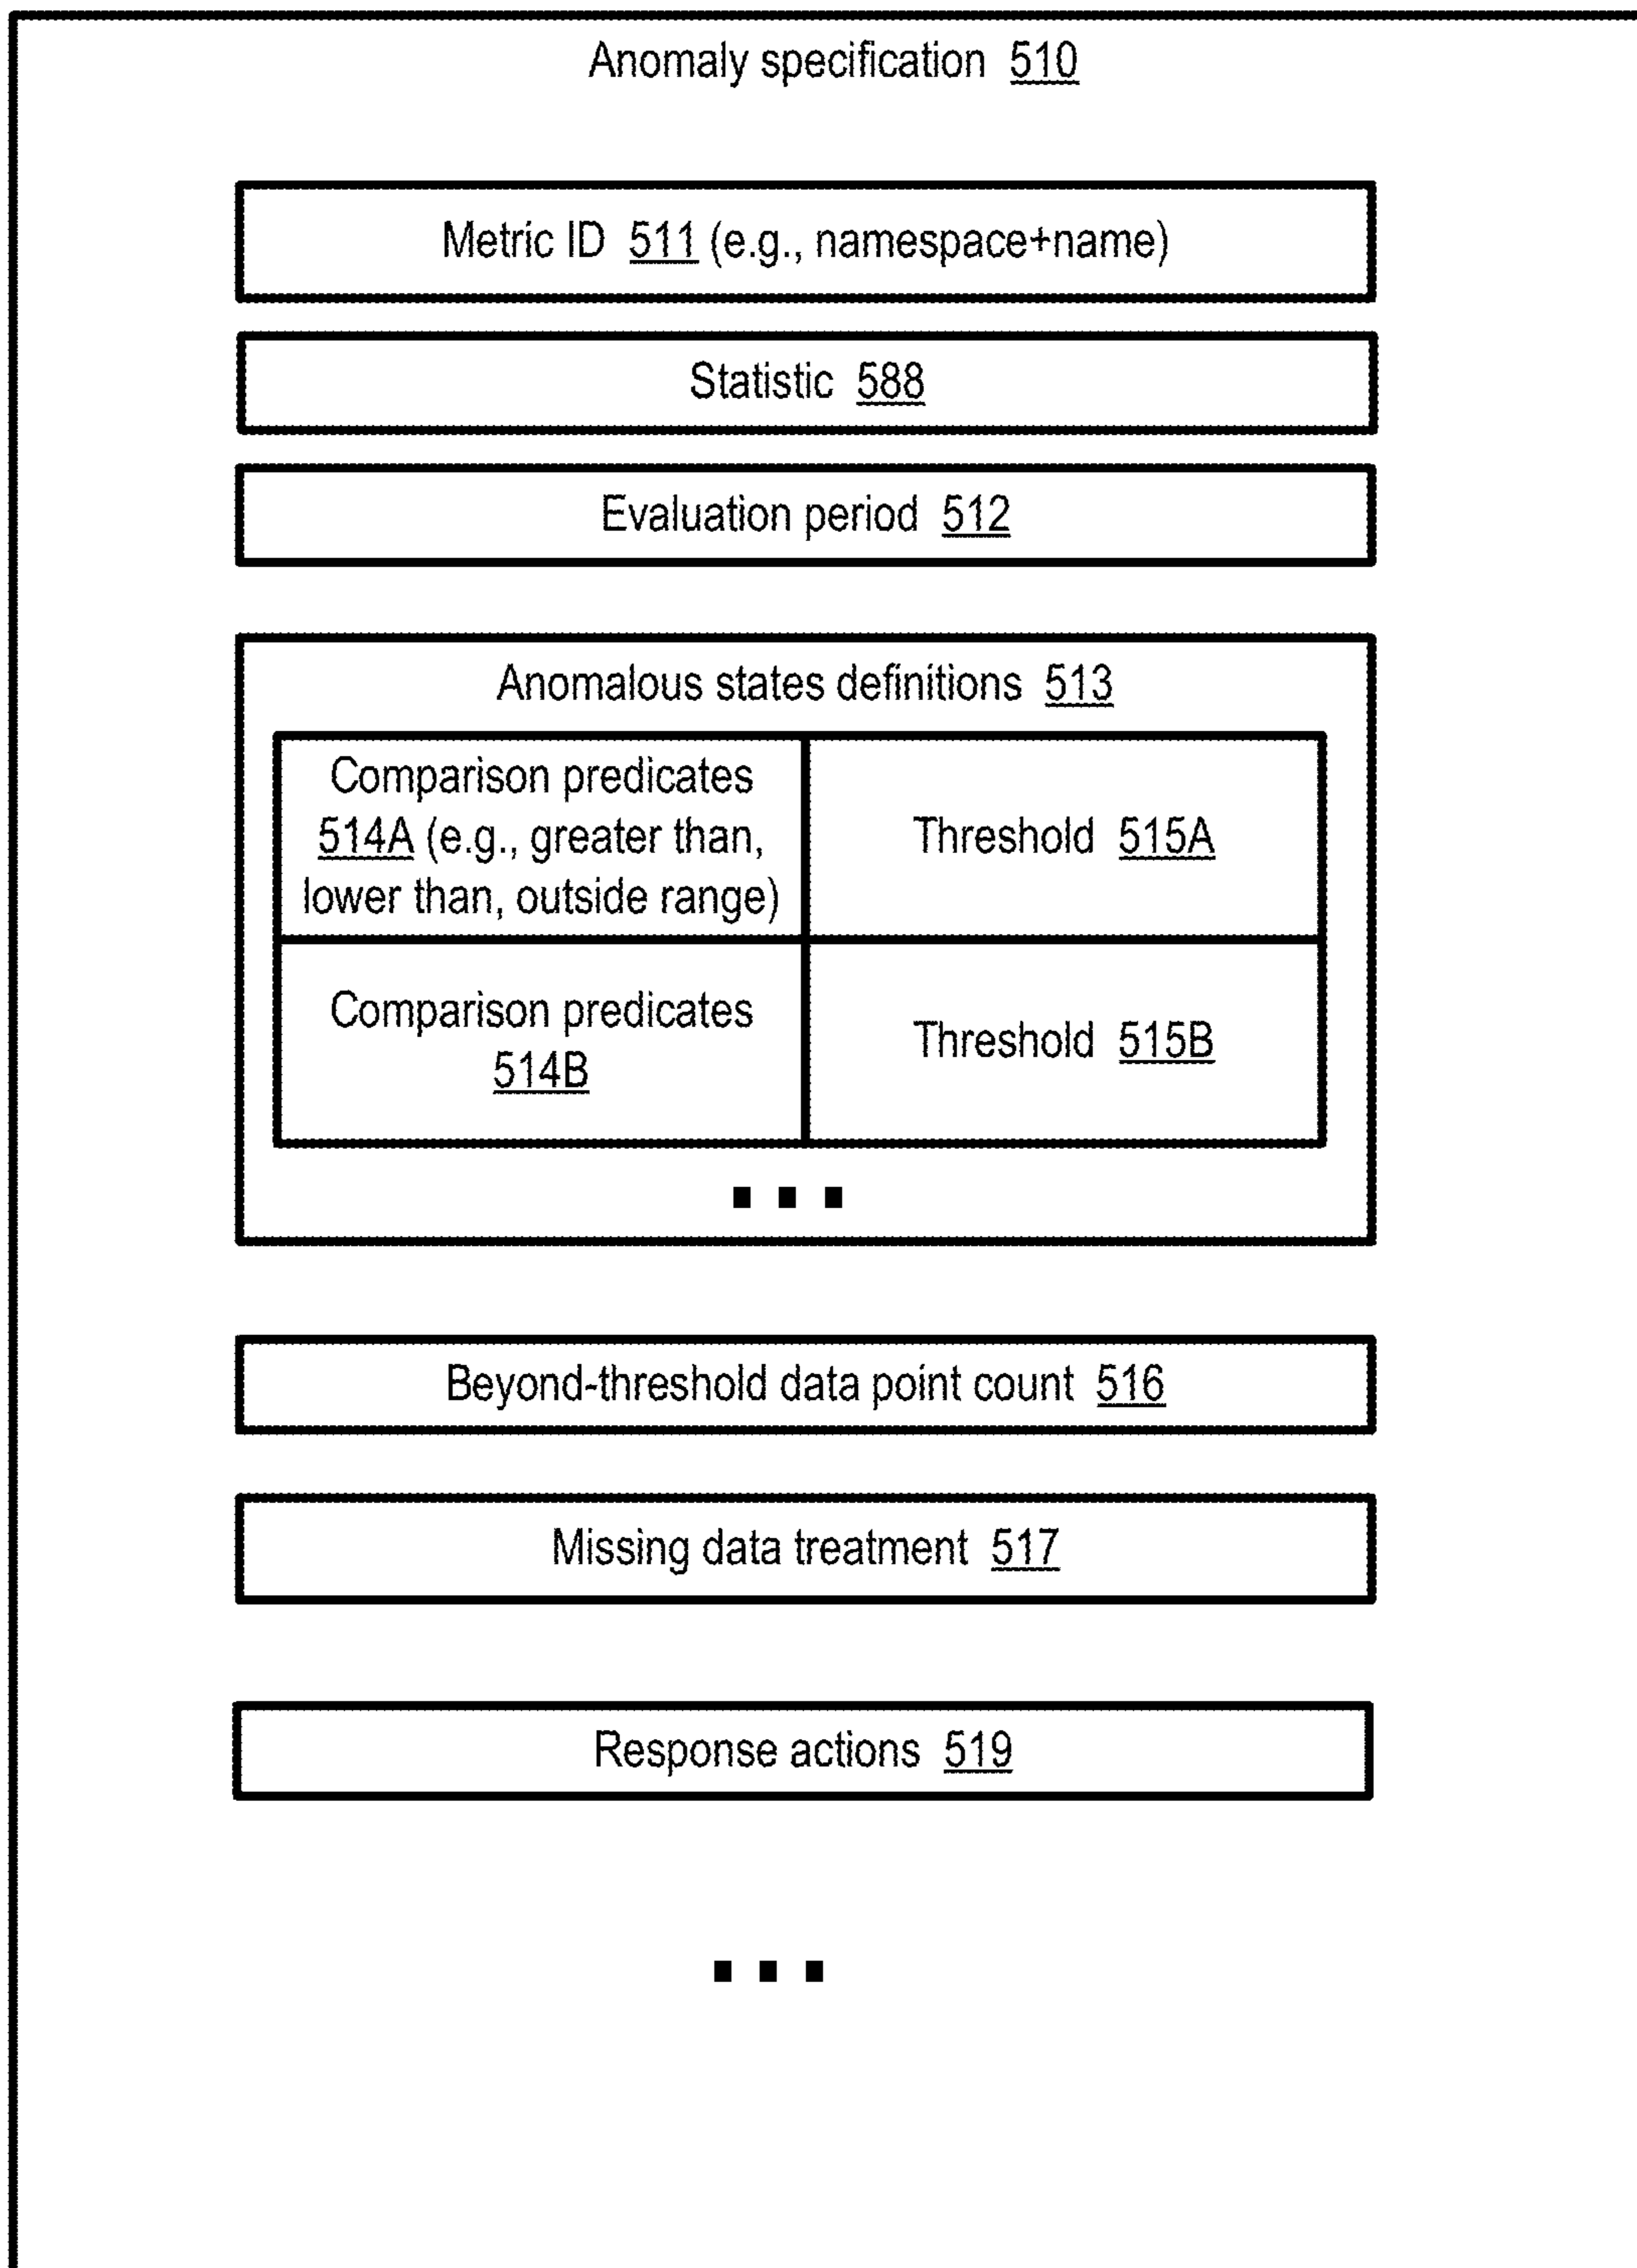 Anomaly specification 510
Metric ID 511 (e.g., namespace+name)
Statistic 588
Evaluation period 512
Anomalous states definitions 513
Comparison predicates
514A (e.g., greater than,
lower than, outside range)
Threshold 515A
Comparison predicates
514B
Threshold 515B
Beyond-threshold data point count 516
Missing data treatment 517
Response actions 519